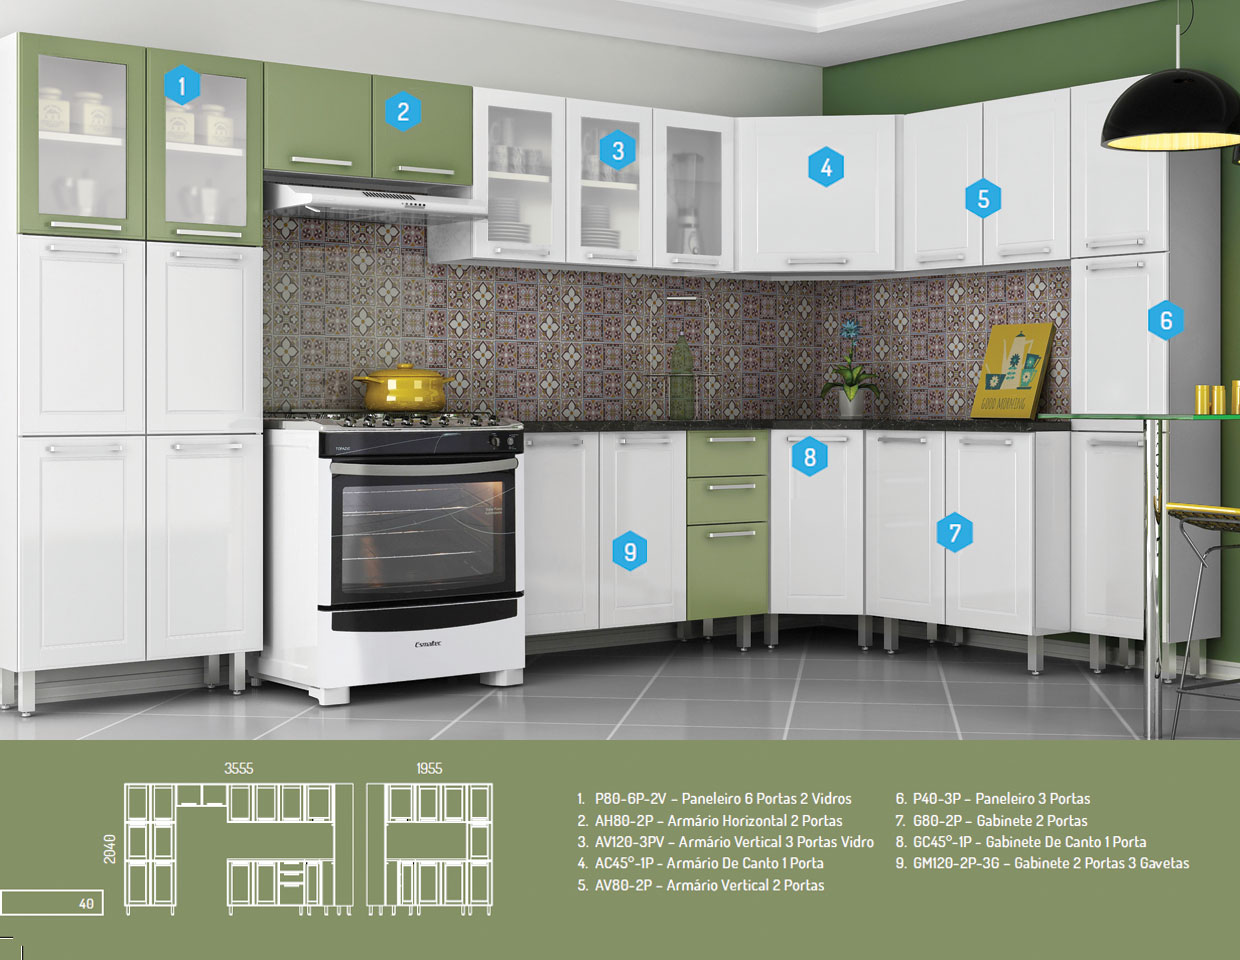 1
2
3
4
5
6
7
8
9
GOOD MORNING
Esmaltec
3555
1955
2040
40
1. P80-6P-2V – Paneleiro 6 Portas 2 Vidros
2. AH80-2P – Armário Horizontal 2 Portas
3. AV120-3PV – Armário Vertical 3 Portas Vidro
4. AC45°-1P – Armário De Canto 1 Porta
5. AV80-2P – Armário Vertical 2 Portas
6. P40-3P – Paneleiro 3 Portas
7. G80-2P – Gabinete 2 Portas
8. GC45°-1P – Gabinete De Canto 1 Porta
9. GM120-2P-3G – Gabinete 2 Portas 3 Gavetas